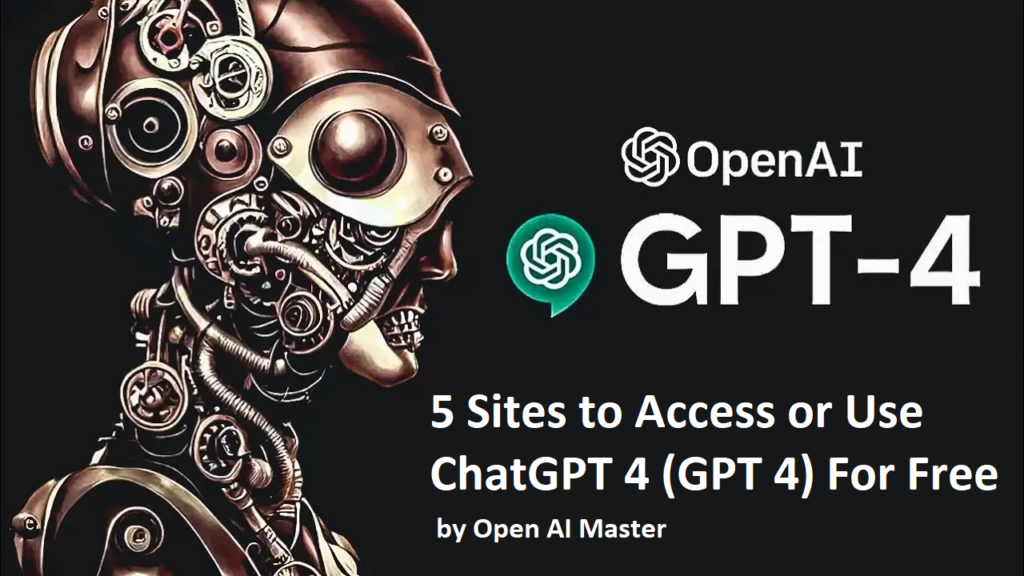 OpenAI
GPT-4
5 Sites to Access or Use
ChatGPT 4 (GPT 4) For Free
by Open AI Master